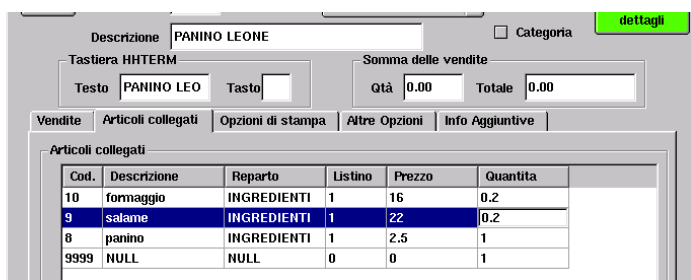 dettagli
Descrizione PANINO LEONE Categoria
Tastiera HHTERM Somma delle vendite
Testo PANINO LEO Tasto Qtà 0.00 Totale 0.00
Vendite Articoli collegati Opzioni di stampa Altre Opzioni Info Aggiuntive
Articoli collegati
Cod. Descrizione Reparto Listino Prezzo Quantita
10 formaggio INGREDIENTI 1 16 0.2
9 salame INGREDIENTI 1 22 0.2
8 panino INGREDIENTI 1 2.5 1
9999 NULL NULL 0 0 1